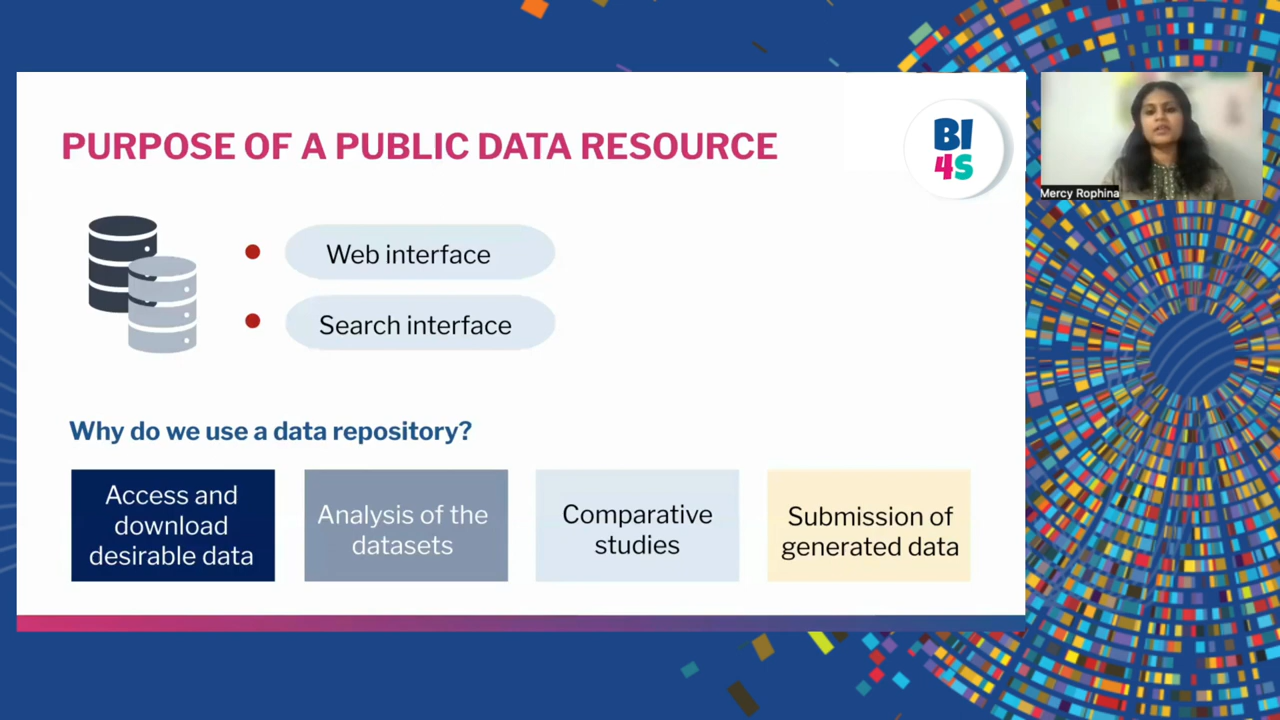 PURPOSE OF A PUBLIC DATA RESOURCE
BI
4S
Mercy Rophina
Web interface
Search interface
Why do we use a data repository?
Access and
download
desirable data
Analysis of the
datasets
Comparative
studies
Submission of
generated data